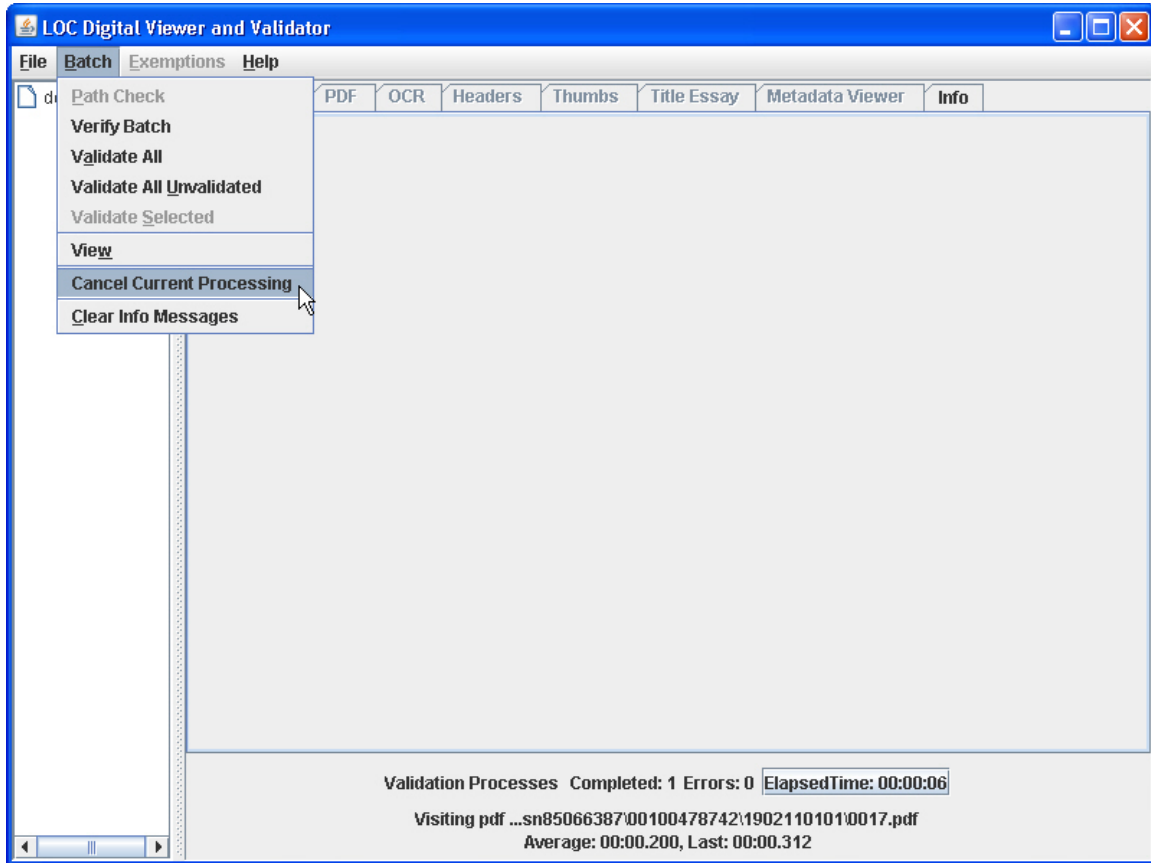 LOC Digital Viewer and Validator
File Batch Exemptions Help
PDF OCR Headers Thumbs Title Essay Metadata Viewer Info
Path Check
Verify Batch
Validate All
Validate All Unvalidated
Validate Selected
View
Cancel Current Processing
Clear Info Messages
Validation Processes Completed: 1 Errors: 0 ElapsedTime: 00:00:06
Visiting pdf ...sn85066387\00100478742\1902110101\0017.pdf
Average: 00:00.200, Last: 00:00.312